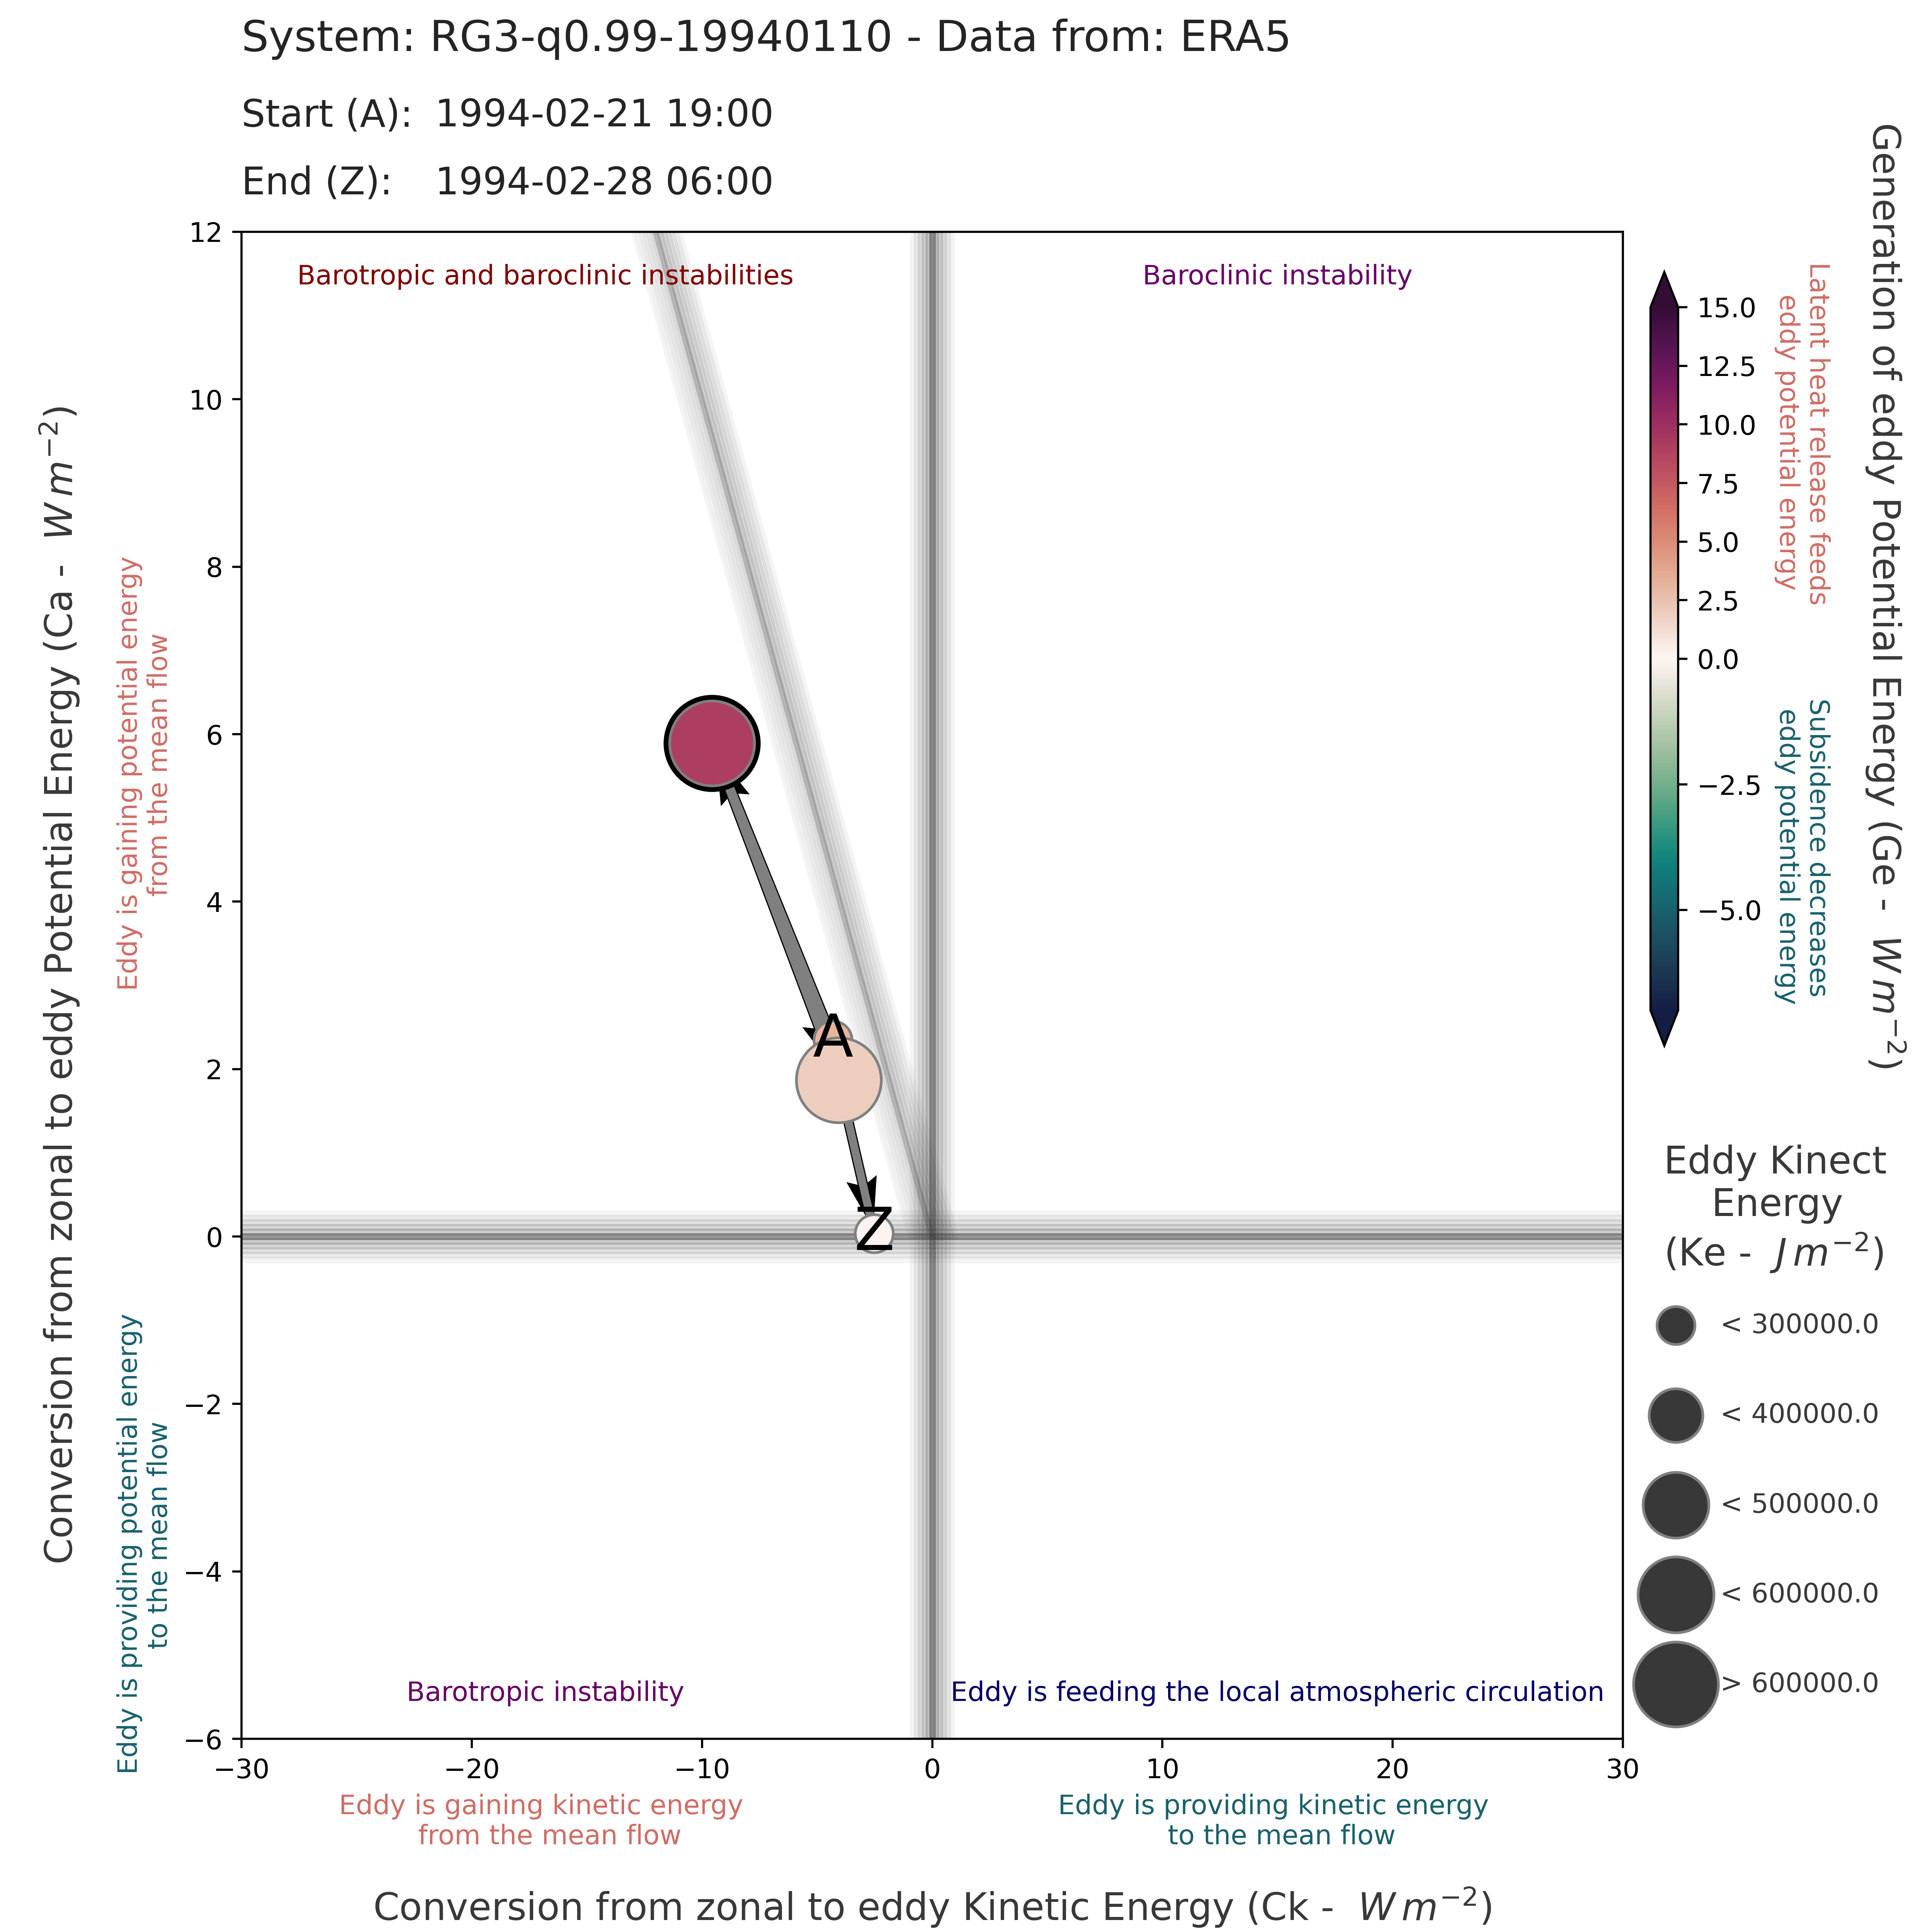 System: RG3-q0.99-19940110 - Data from: ERA5
Start (A): 1994-02-21 19:00
End (Z): 1994-02-28 06:00
Barotropic and baroclinic instabilities
Baroclinic instability
Barotropic instability
Eddy is feeding the local atmospheric circulation
A
Z
12
10
8
6
4
2
0
−2
−4
−6
−30
−20
−10
0
10
20
30
Eddy is gaining kinetic energy
from the mean flow
Eddy is providing kinetic energy
to the mean flow
Conversion from zonal to eddy Kinetic Energy (Ck - W m⁻²)
Conversion from zonal to eddy Potential Energy (Ca - W m⁻²)
Eddy is gaining potential energy
from the mean flow
Eddy is providing potential energy
to the mean flow
15.0
12.5
10.0
7.5
5.0
2.5
0.0
−2.5
−5.0
Latent heat release feeds
eddy potential energy
Subsidence decreases
eddy potential energy
Generation of eddy Potential Energy (Ge - W m⁻²)
Eddy Kinect
Energy
(Ke - J m⁻²)
< 300000.0
< 400000.0
< 500000.0
< 600000.0
> 600000.0